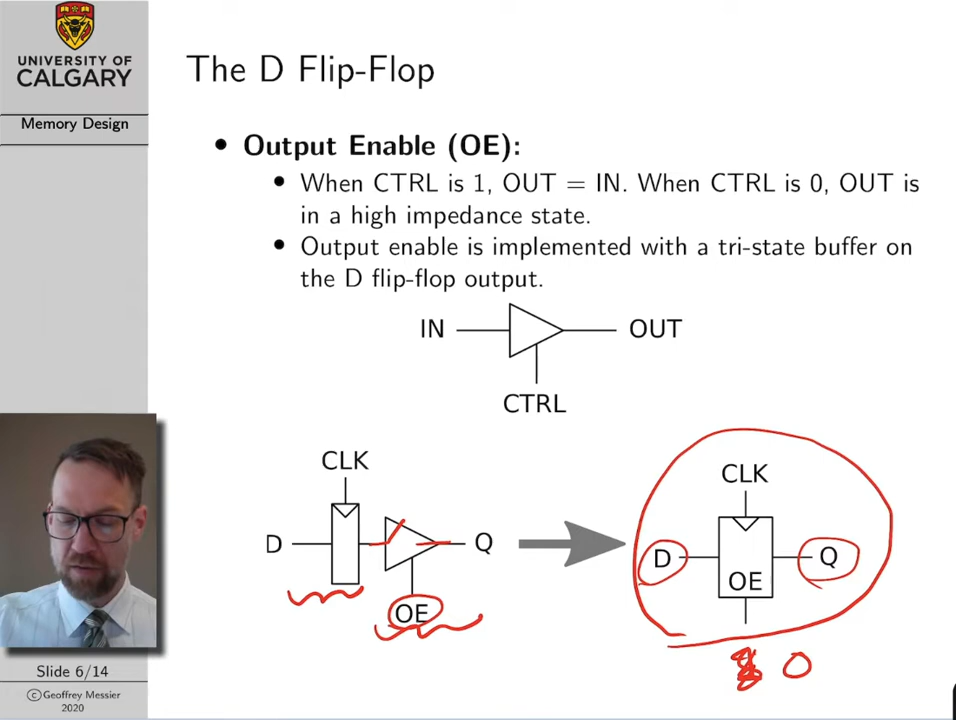 UNIVERSITY OF
CALGARY
Memory Design
The D Flip-Flop
• Output Enable (OE):
• When CTRL is 1, OUT = IN. When CTRL is 0, OUT is
in a high impedance state.
• Output enable is implemented with a tri-state buffer on
the D flip-flop output.
IN
OUT
CTRL
CLK
D
Q
OE
CLK
D
Q
OE
0
Slide 6/14
©Geoffrey Messier
2020